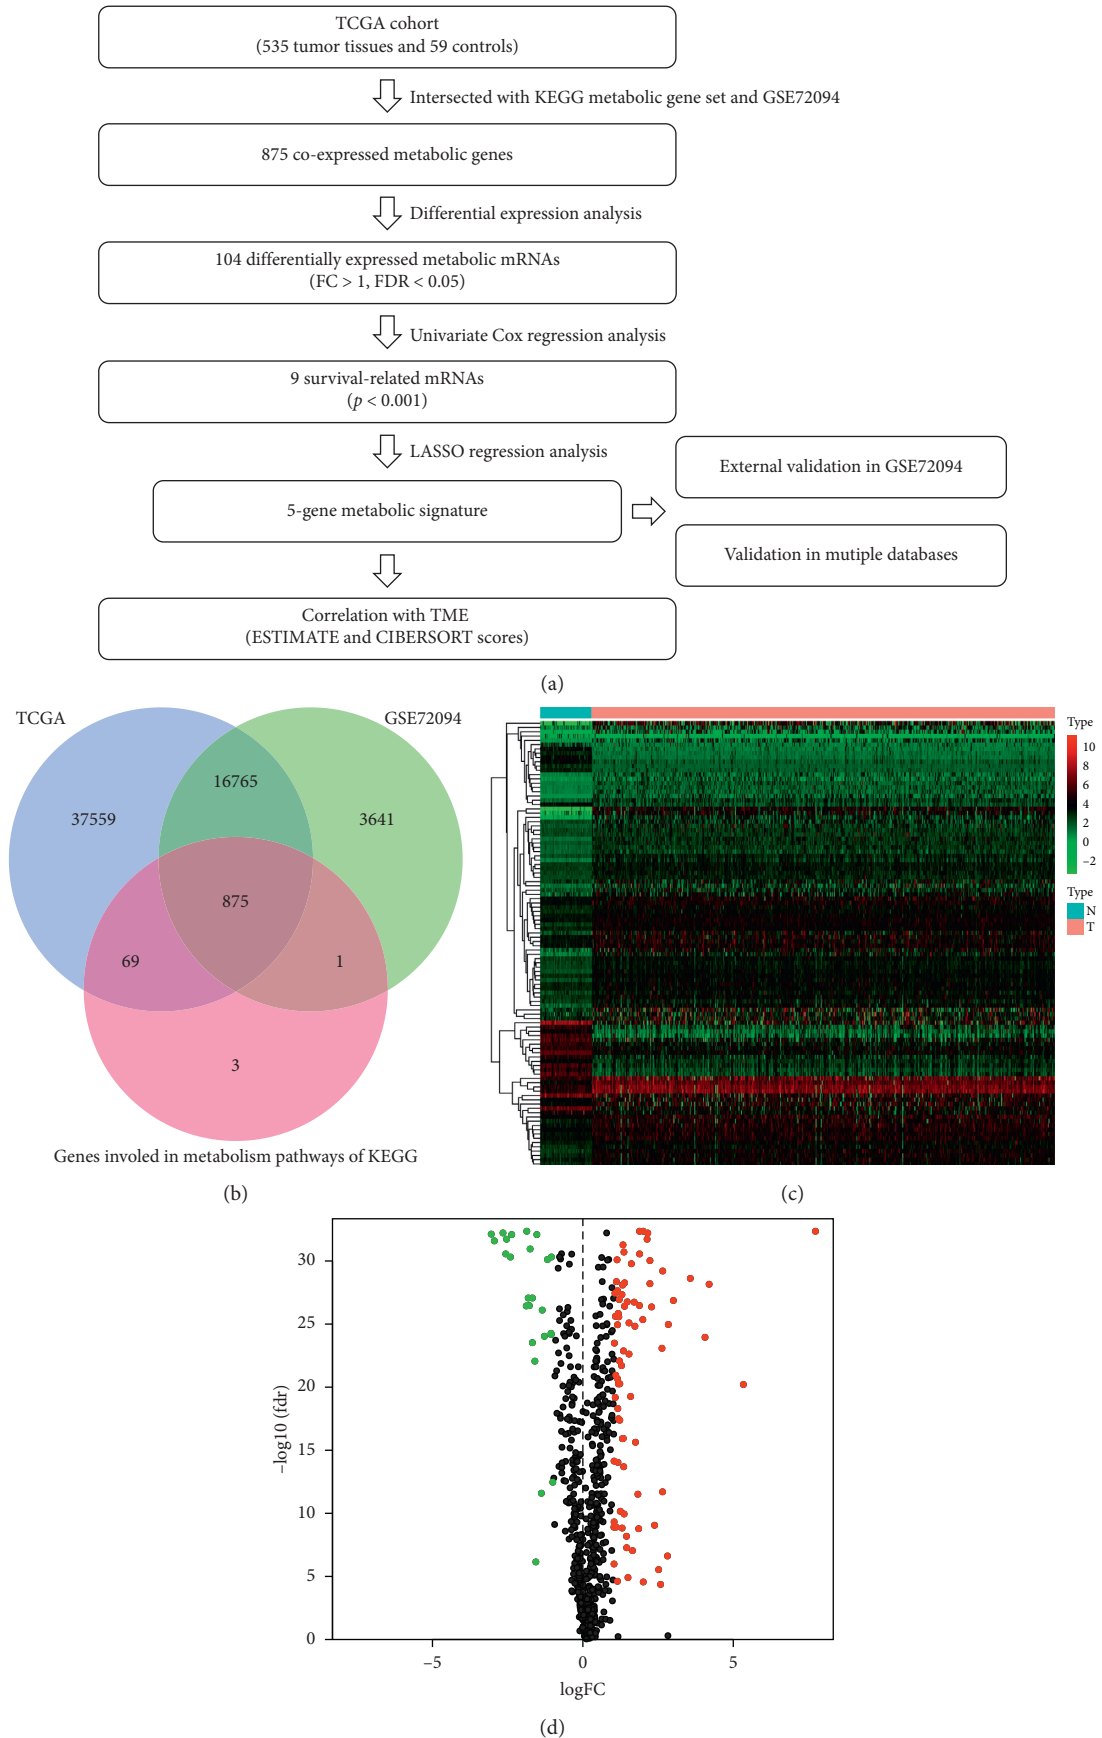 TCGA cohort
(535 tumor tissues and 59 controls)
Intersected with KEGG metabolic gene set and GSE72094
875 co-expressed metabolic genes
Differential expression analysis
104 differentially expressed metabolic mRNAs
(FC > 1, FDR < 0.05)
Univariate Cox regression analysis
9 survival-related mRNAs
(p < 0.001)
LASSO regression analysis
External validation in GSE72094
5-gene metabolic signature
Validation in mutiple databases
Correlation with TME
(ESTIMATE and CIBERSORT scores)
(a)
TCGA
GSE72094
16765
37559
3641
875
69
1
3
Genes involed in metabolism pathways of KEGG
(b)
Type
10
8
6
4
2
0
−2
Type
N
T
(c)
30
25
20
15
10
5
0
−log10 (fdr)
−5
0
5
logFC
(d)